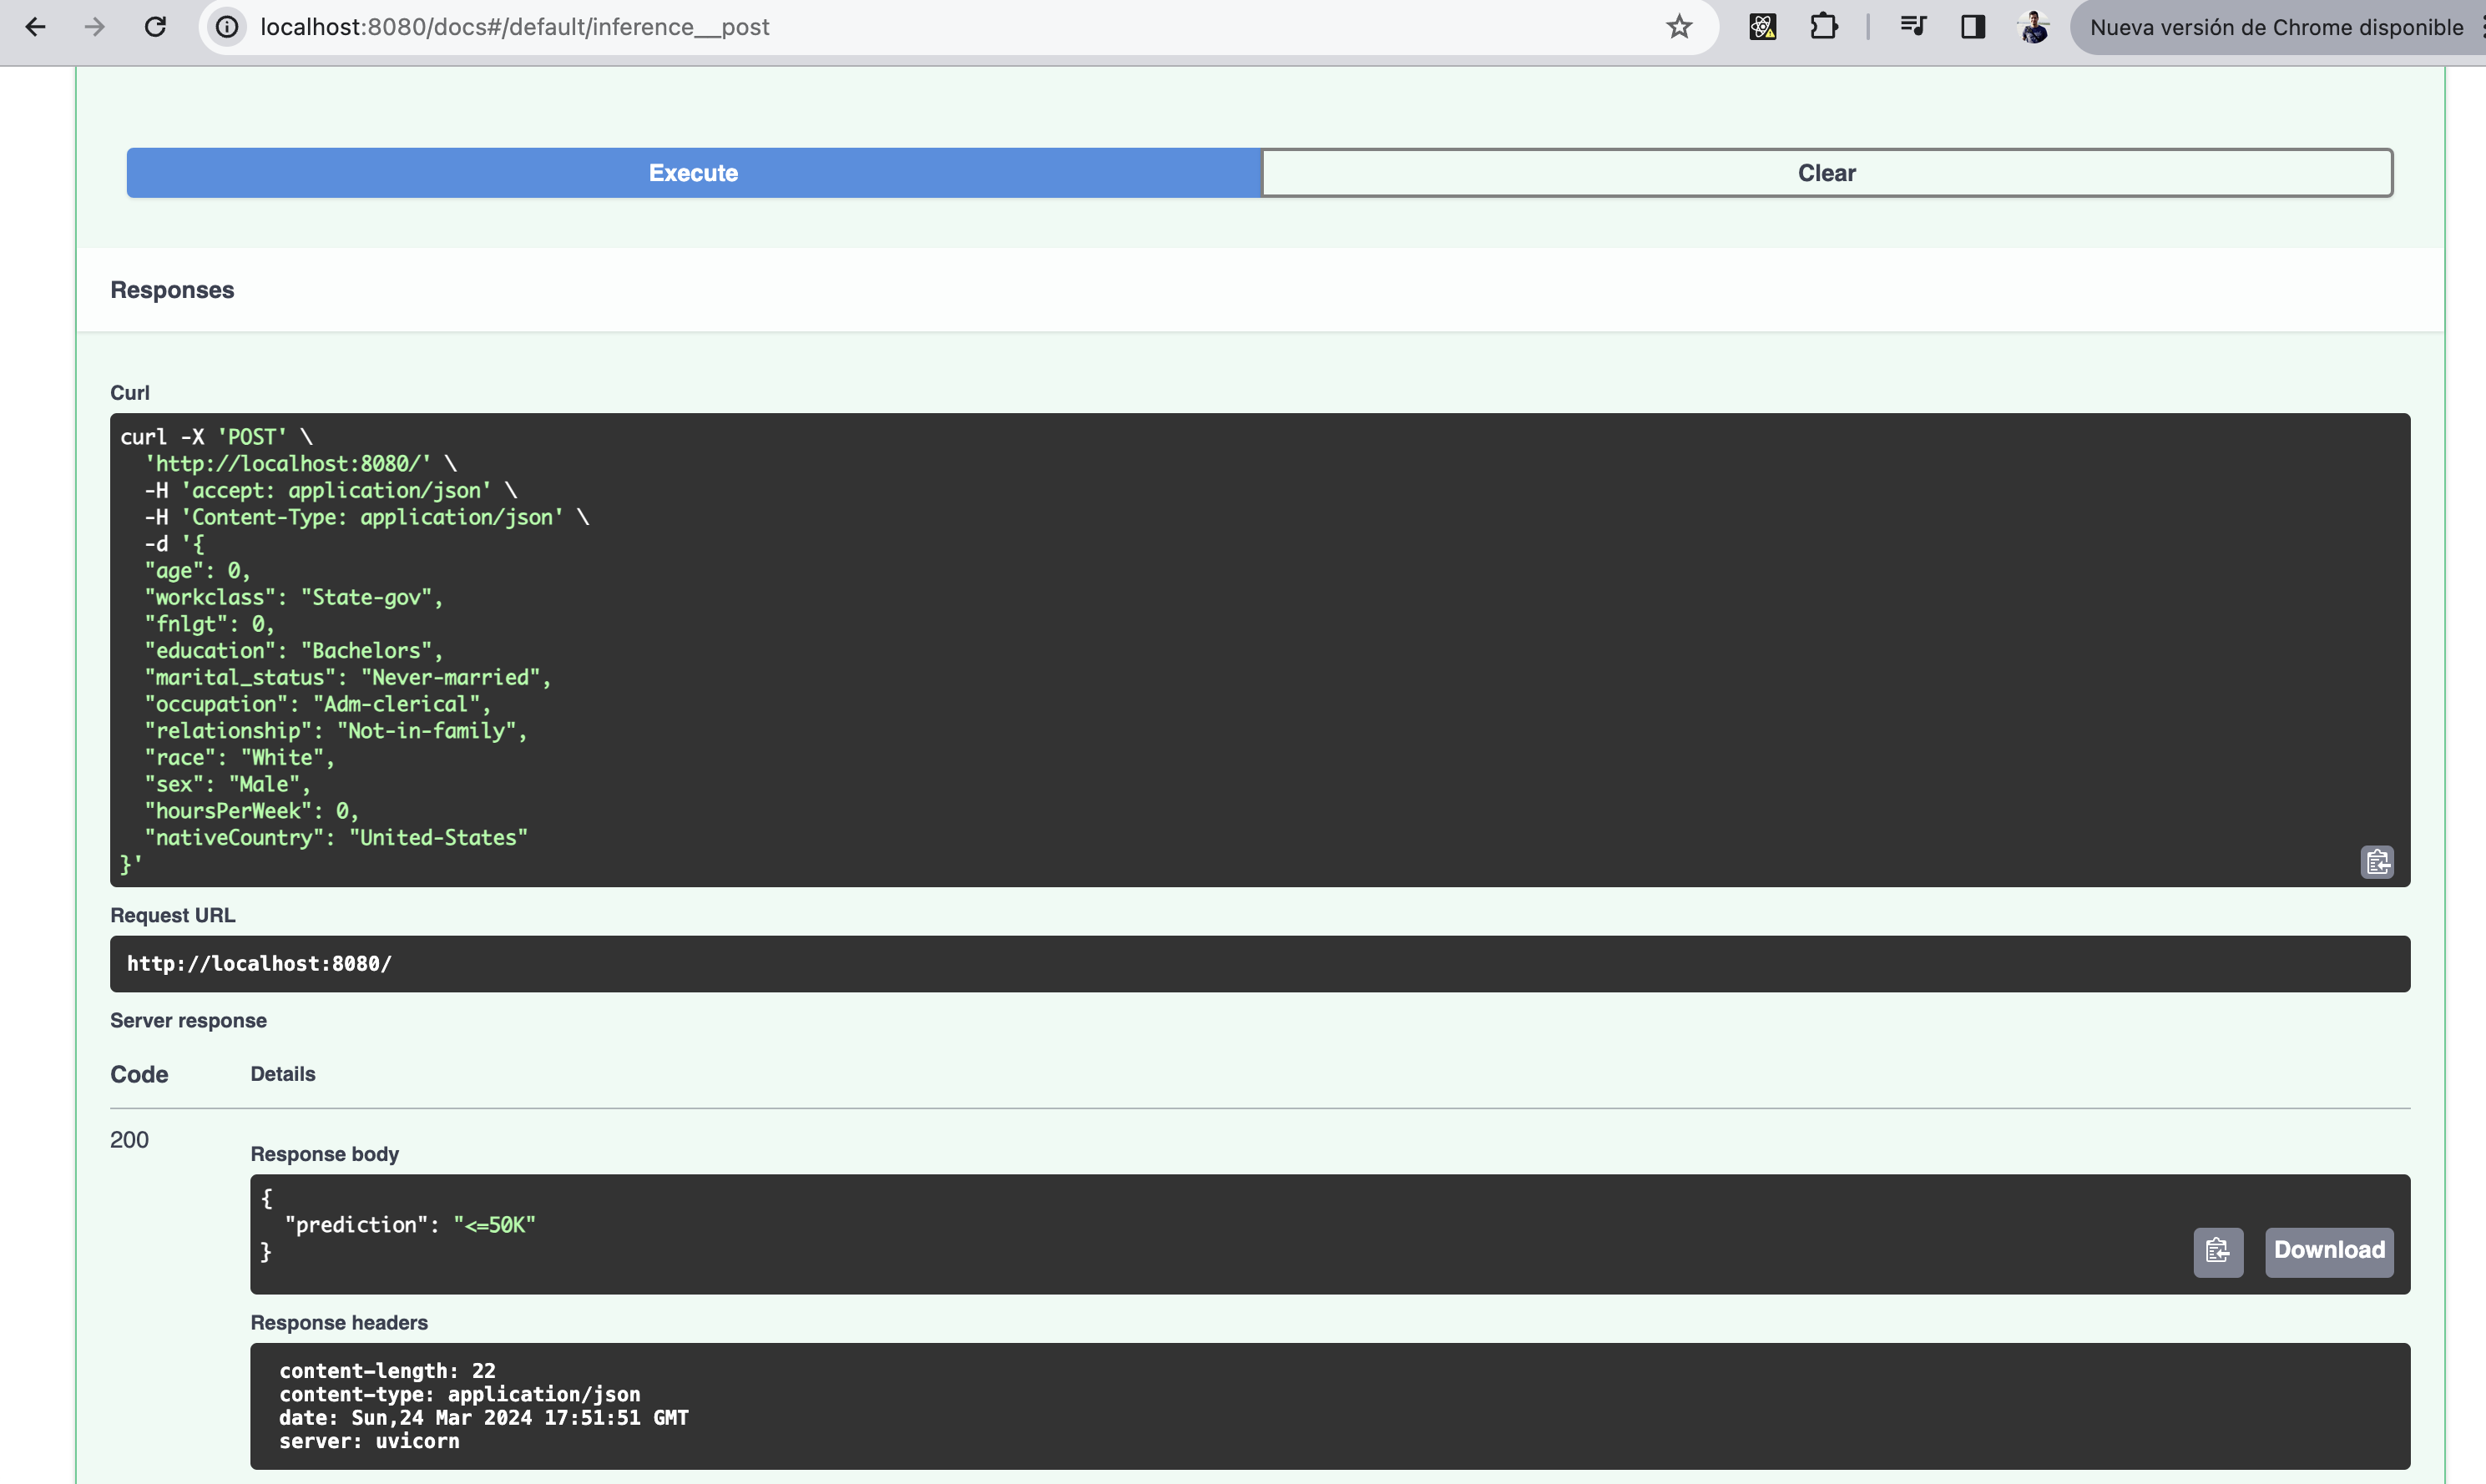 localhost:8080/docs#/default/inference__post
Nueva versión de Chrome disponible
Execute
Clear
Responses
Curl
curl -X 'POST' \
  'http://localhost:8080/' \
  -H 'accept: application/json' \
  -H 'Content-Type: application/json' \
  -d '{
  "age": 0,
  "workclass": "State-gov",
  "fnlgt": 0,
  "education": "Bachelors",
  "marital_status": "Never-married",
  "occupation": "Adm-clerical",
  "relationship": "Not-in-family",
  "race": "White",
  "sex": "Male",
  "hoursPerWeek": 0,
  "nativeCountry": "United-States"
}'
Request URL
http://localhost:8080/
Server response
Code Details
200
Response body
{
  "prediction": "<=50K"
}
Download
Response headers
content-length: 22
content-type: application/json
date: Sun,24 Mar 2024 17:51:51 GMT
server: uvicorn